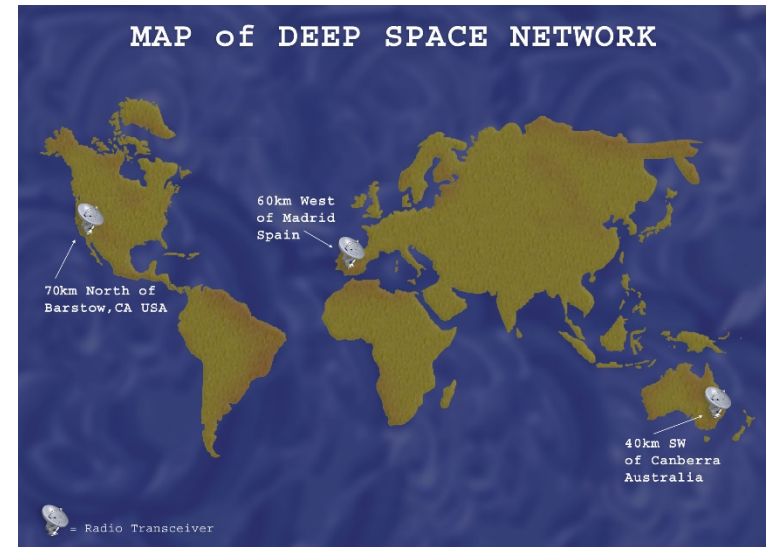 MAP of DEEP SPACE NETWORK
60km West
of Madrid
Spain
70km North of
Barstow,CA USA
40km SW
of Canberra
Australia
= Radio Transceiver